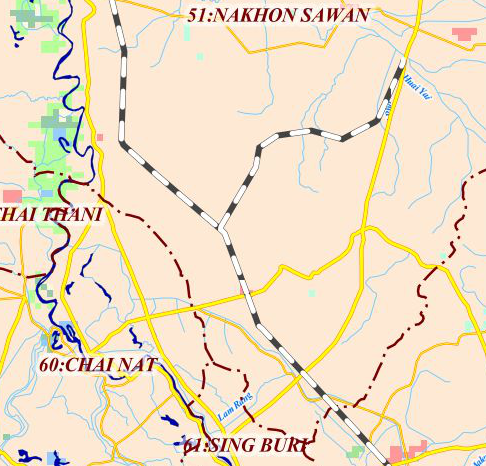 51:NAKHON SAWAN
Huai Yai
HAI THANI
60:CHAI NAT
Lam Rang
61:SING BURI